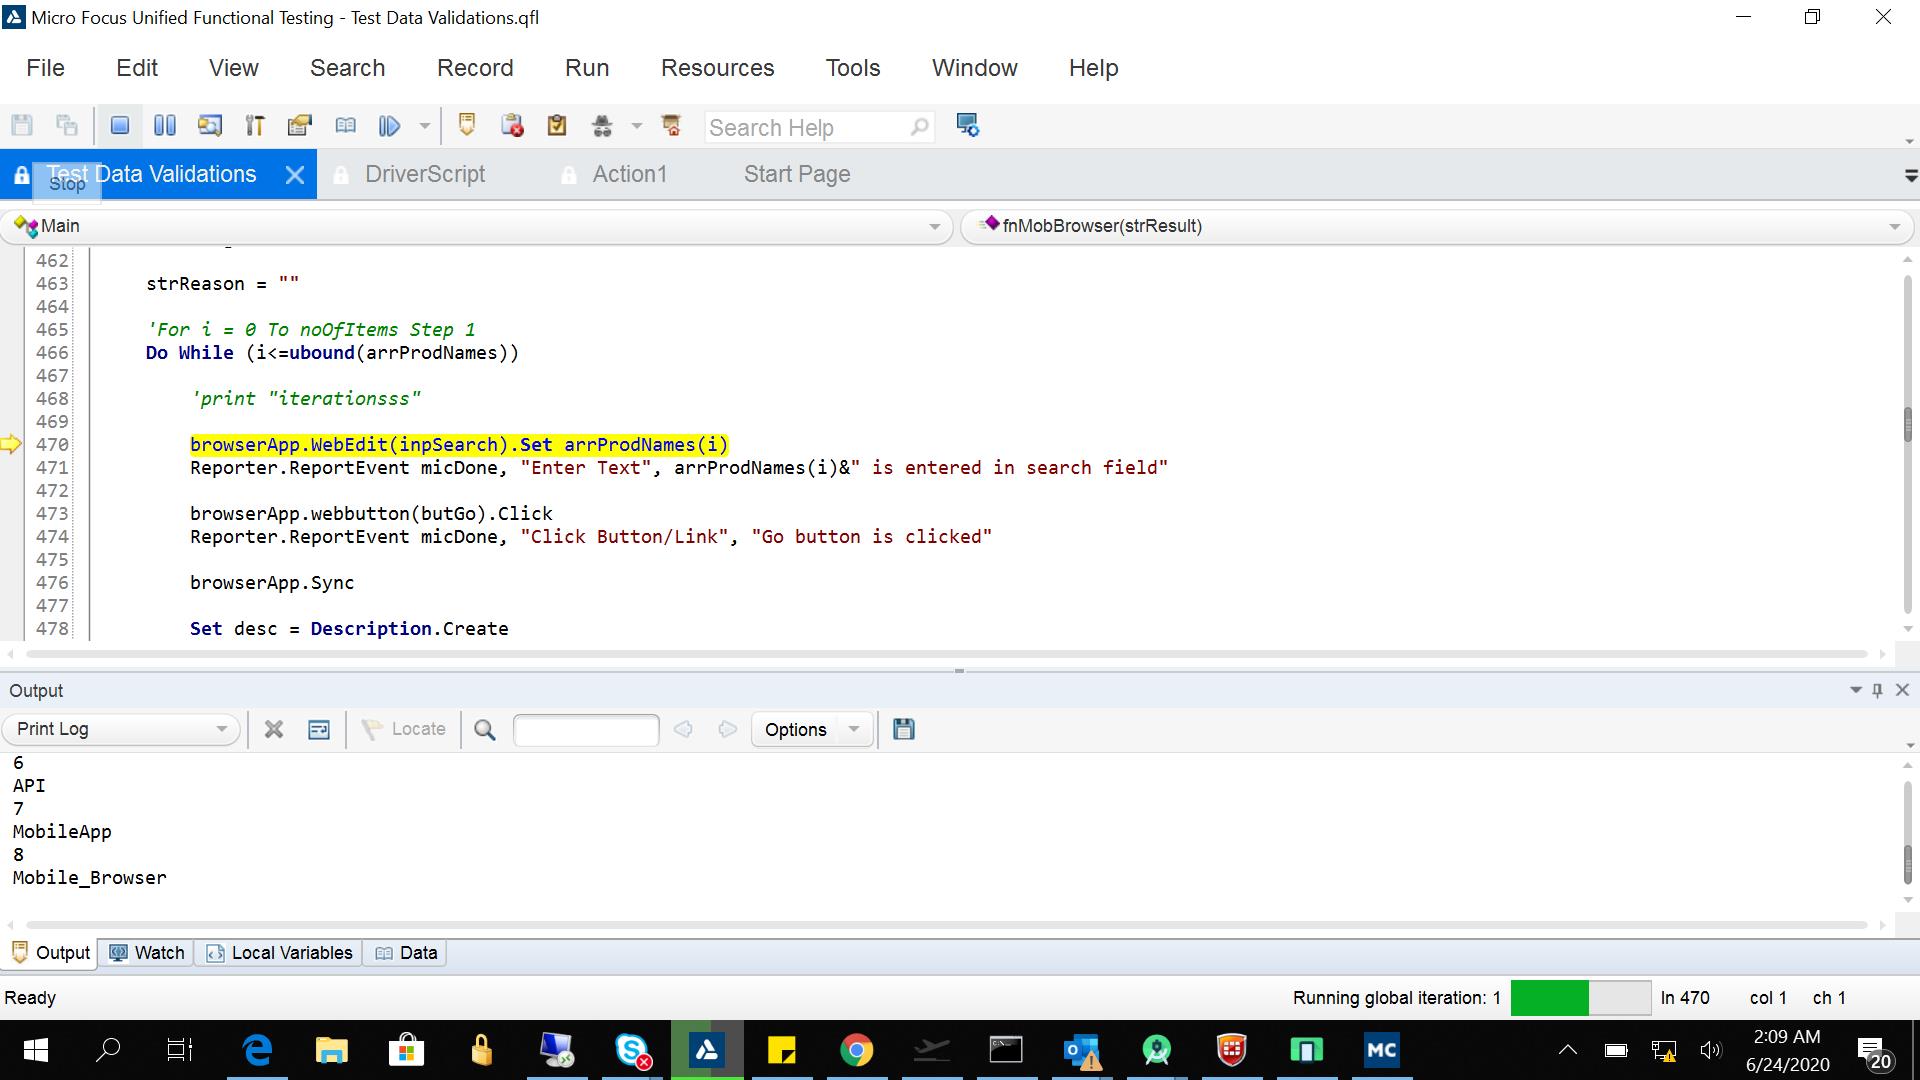 Micro Focus Unified Functional Testing - Test Data Validations.qfl
File Edit View Search Record Run Resources Tools Window Help
Search Help
Test Data Validations DriverScript Action1 Start Page
Stop
Main fnMobBrowser(strResult)
462
463 strReason = ""
464
465 'For i = 0 To noOfItems Step 1
466 Do While (i<=ubound(arrProdNames))
467
468 'print "iterationsss"
469
470 browserApp.WebEdit(inpSearch).Set arrProdNames(i)
471 Reporter.ReportEvent micDone, "Enter Text", arrProdNames(i)&" is entered in search field"
472
473 browserApp.webbutton(butGo).Click
474 Reporter.ReportEvent micDone, "Click Button/Link", "Go button is clicked"
475
476 browserApp.Sync
477
478 Set desc = Description.Create
Output
Print Log Locate Options
6
API
7
MobileApp
8
Mobile_Browser
Output Watch Local Variables Data
Ready Running global iteration: 1 ln 470 col 1 ch 1
MC
2:09 AM
6/24/2020
20